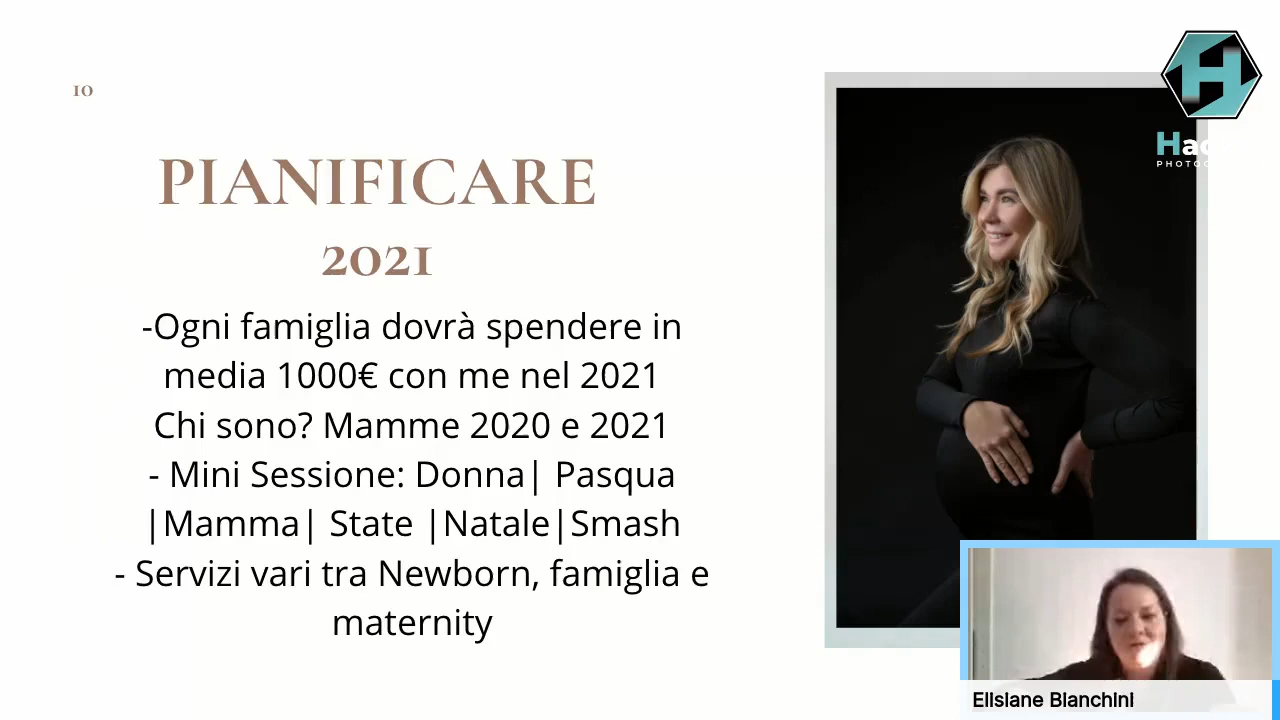 10
PIANIFICARE
2021
-Ogni famiglia dovrà spendere in
media 1000€ con me nel 2021
Chi sono? Mamme 2020 e 2021
- Mini Sessione: Donna| Pasqua
|Mamma| State |Natale|Smash
- Servizi vari tra Newborn, famiglia e
maternity
H
Elisiane Bianchini